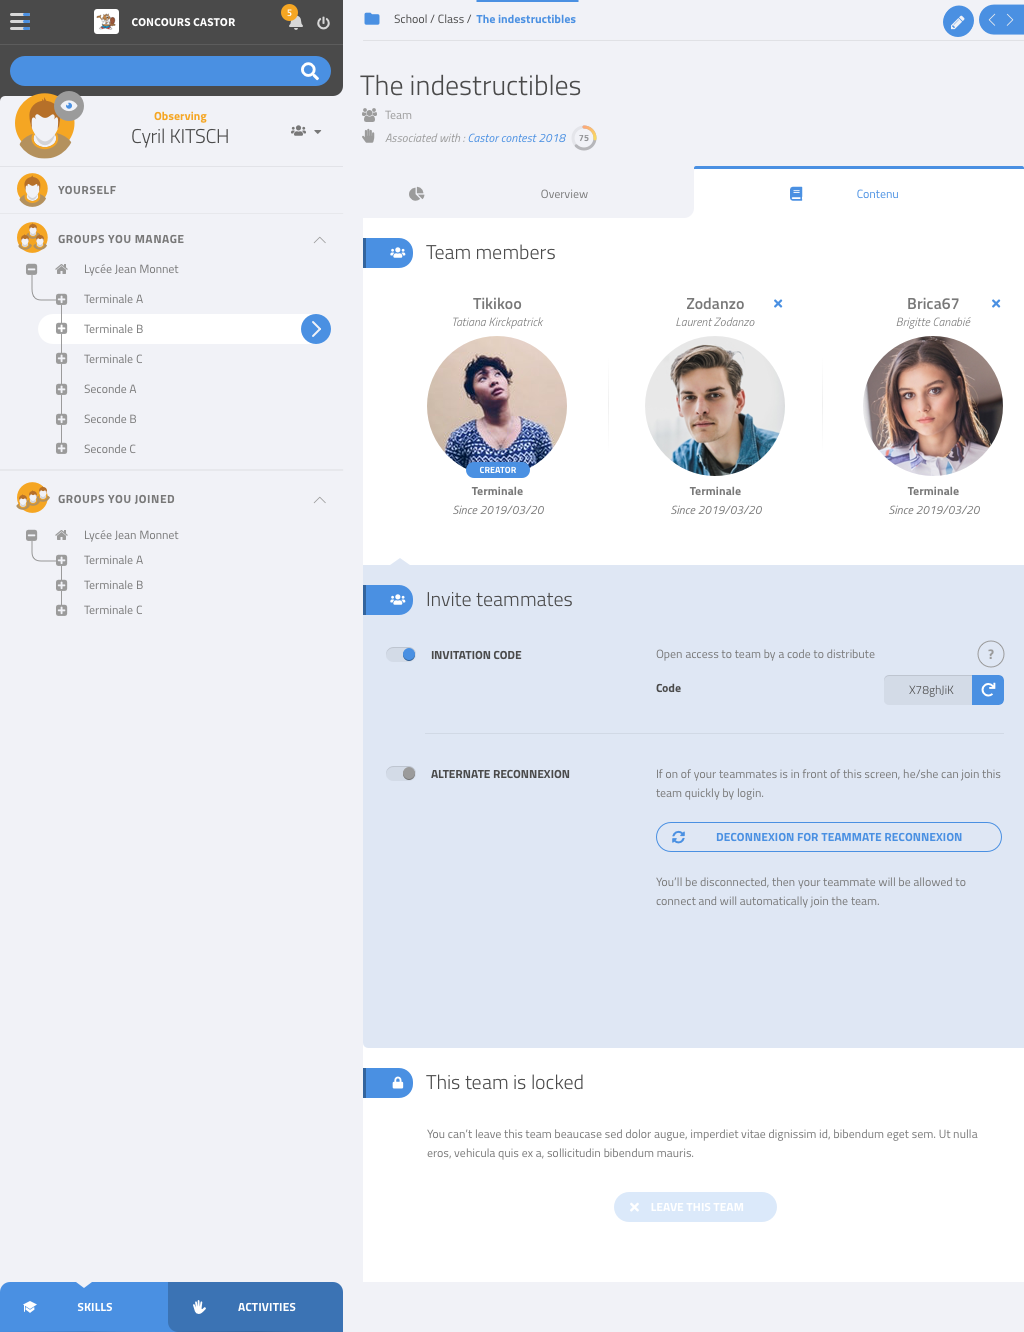 CONCOURS CASTOR
5
Observing
Cyril KITSCH
YOURSELF
GROUPS YOU MANAGE
Lycée Jean Monnet
Terminale A
Terminale B
Terminale C
Seconde A
Seconde B
Seconde C
GROUPS YOU JOINED
Lycée Jean Monnet
Terminale A
Terminale B
Terminale C
SKILLS
ACTIVITIES
School / Class / The indestructibles
The indestructibles
Team
Associated with : Castor contest 2018 75
Overview
Contenu
Team members
Tikikoo
Tatiana Kirckpatrick
CREATOR
Terminale
Since 2019/03/20
Zodanzo
Laurent Zodanzo
Terminale
Since 2019/03/20
Brica67
Brigitte Canabié
Terminale
Since 2019/03/20
Invite teammates
INVITATION CODE
Open access to team by a code to distribute
?
Code
X78ghJiK
ALTERNATE RECONNEXION
If on of your teammates is in front of this screen, he/she can join this
team quickly by login.
DECONNEXION FOR TEAMMATE RECONNEXION
You'll be disconnected, then your teammate will be allowed to
connect and will automatically join the team.
This team is locked
You can't leave this team beaucase sed dolor augue, imperdiet vitae dignissim id, bibendum eget sem. Ut nulla
eros, vehicula quis ex a, sollicitudin bibendum mauris.
LEAVE THIS TEAM